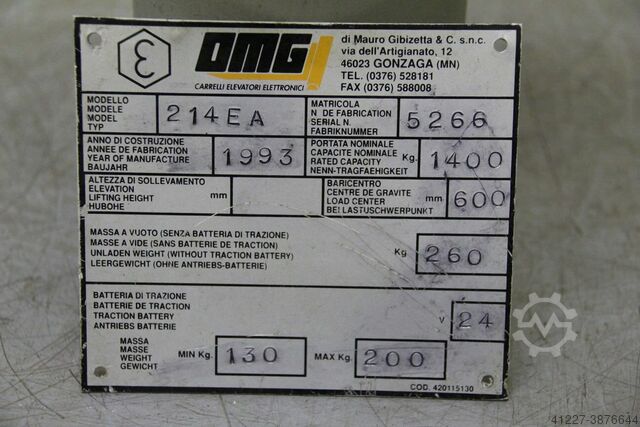 ε
OMG
CARRELLI ELEVATORI ELETTRONICI
di Mauro Gibizetta & C. s.n.c.
via dell'Artigianato, 12
46023 GONZAGA (MN)
TEL. (0376) 528181
FAX (0376) 588008
MODELLO
MODELE
MODEL
TYP
214EA
MATRICOLA
N DE FABRICATION
SERIAL N.
FABRIKNUMMER
5266
ANNO DI COSTRUZIONE
ANNEE DE FABRICATION
YEAR OF MANUFACTURE
BAUJAHR
1993
PORTATA NOMINALE
CAPACITE NOMINALE
RATED CAPACITY
NENN-TRAGFAEHIGKEIT
Kg. 1400
ALTEZZA DI SOLLEVAMENTO
ELEVATION
LIFTING HEIGHT
HUBOHE
mm
BARICENTRO
CENTRE DE GRAVITE
LOAD CENTER
BEI LASTUSCHWERPUNKT
mm 600
MASSA A VUOTO (SENZA BATTERIA DI TRAZIONE)
MASSE A VIDE (SANS BATTERIE DE TRACTION)
UNLADEN WEIGHT (WITHOUT TRACTION BATTERY)
LEERGEWICHT (OHNE ANTRIEBS-BATTERIE)
Kg 260
BATTERIA DI TRAZIONE
BATTERIE DE TRACTION
TRACTION BATTERY
ANTRIEBS BATTERIE
V 24
MASSA
MASSE
WEIGHT
GEWICHT
MIN Kg. 130 MAX Kg. 200
COD. 420115130
41227-3876644